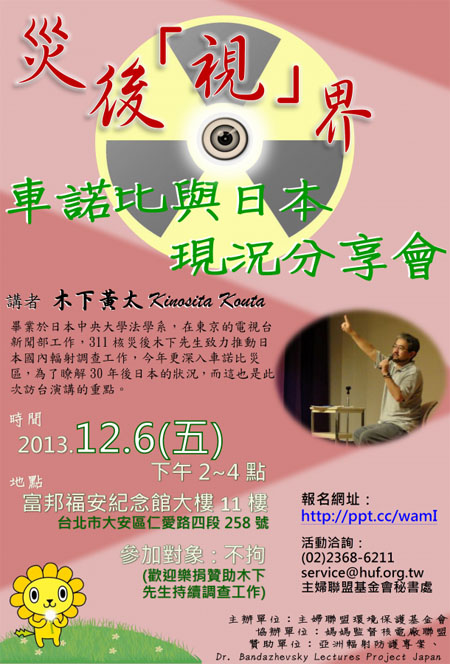 災後「視」界
車諾比與日本
現況分享會
講者 木下黃太 Kinosita Kouta
畢業於日本中央大學法學系，在東京的電視台
新聞部工作，311 核災後木下先生致力推動日
本國內輻射調查工作，今年更深入車諾比災
區，為了瞭解 30 年後日本的狀況，而這也是此
次訪台演講的重點。
時間
2013.12.6(五)
下午 2~4 點
地點
富邦福安紀念館大樓 11 樓
台北市大安區仁愛路四段 258 號
參加對象：不拘
(歡迎樂捐贊助木下
先生持續調查工作)
報名網址：
http://ppt.cc/wamI
活動洽詢：
(02)2368-6211
service@huf.org.tw
主婦聯盟基金會秘書處
主辦單位：主婦聯盟環境保護基金會
協辦單位：媽媽監督核電廠聯盟
贊助單位：亞洲輻射防護專案、
Dr. Bandazhevsky Lectures Project Japan